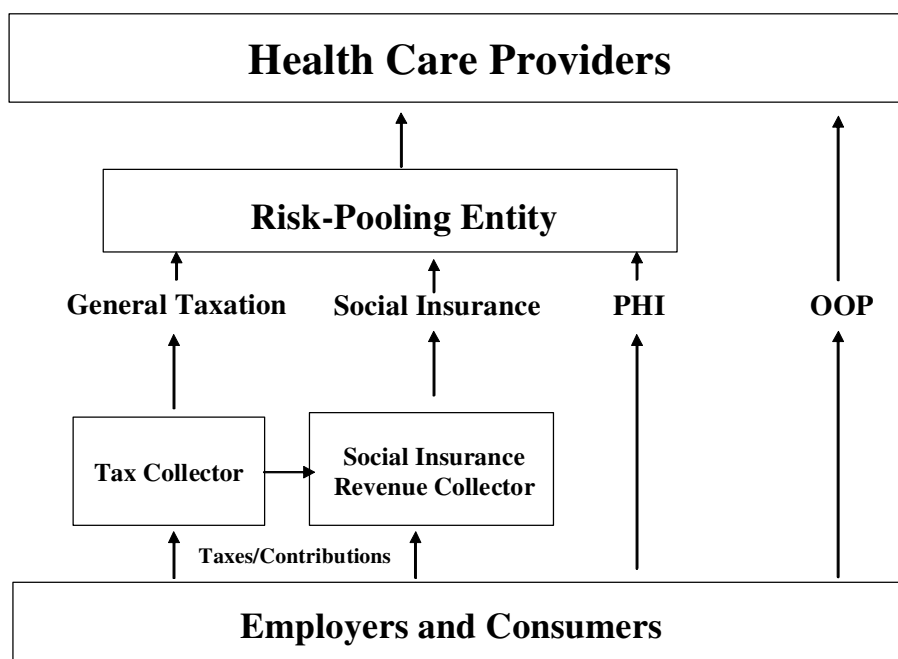 Health Care Providers
Risk-Pooling Entity
General Taxation
Social Insurance
PHI
OOP
Tax Collector
Social Insurance
Revenue Collector
Taxes/Contributions
Employers and Consumers